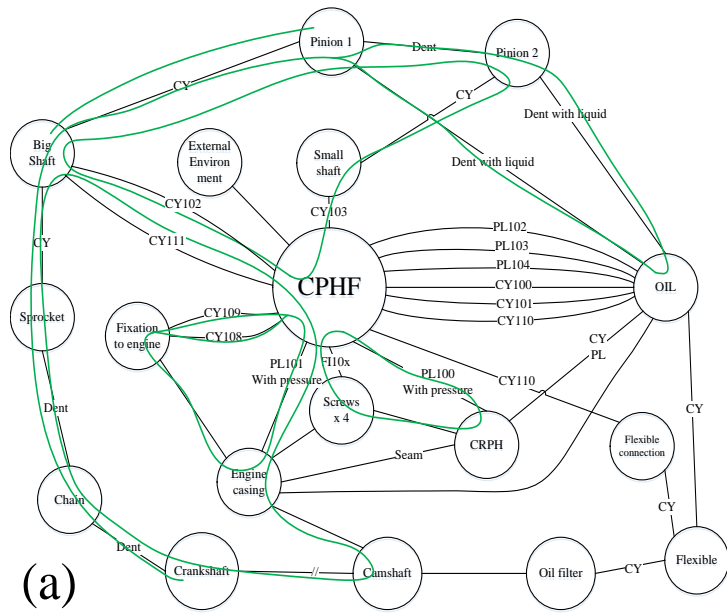 Pinion 1
Dent
Pinion 2
CY
CY
Dent with liquid
Big
Shaft
External
Environ
ment
Small
shaft
Dent with liquid
CY102
CY103
CY111
PL102
PL103
PL104
CY100
CY101
CY110
CPHF
OIL
CY
Sprocket
Fixation
to engine
CY109
CY108
PL101
With pressure
FI10x
PL100
With pressure
CY
PL
CY110
Screws
x 4
CY
Dent
CRPH
Flexible
connection
Seam
Engine
casing
Chain
CY
Dent
Crankshaft
//
Camshaft
Oil filter
CY
Flexible
(a)